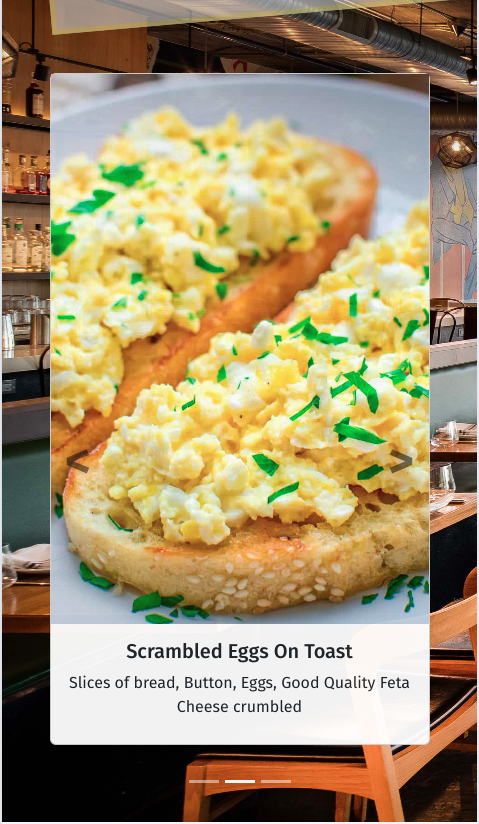 Scrambled Eggs On Toast
Slices of bread, Button, Eggs, Good Quality Feta
Cheese crumbled